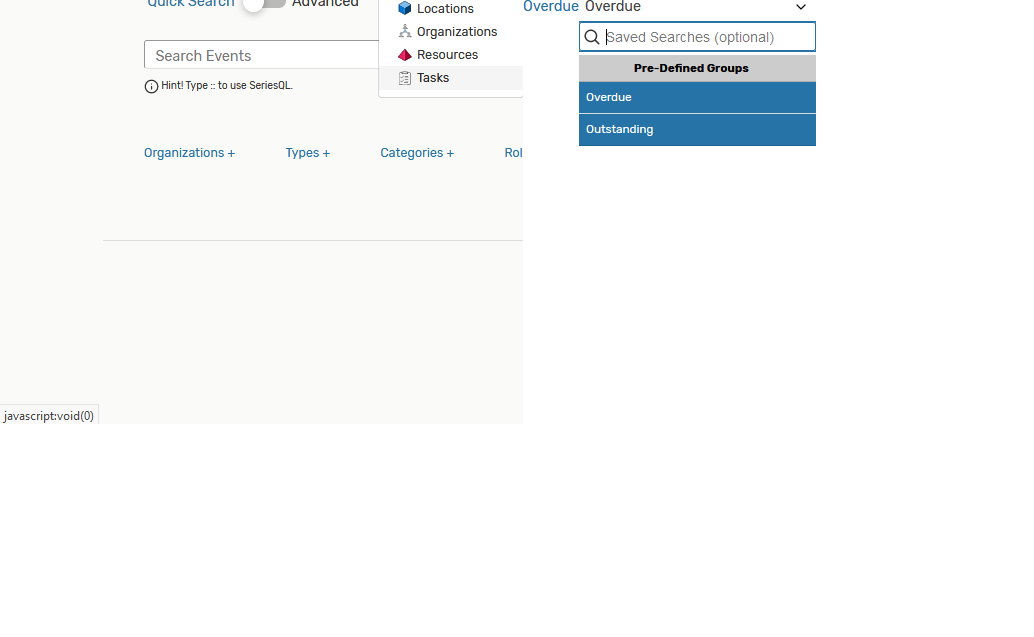 Quick Search Advanced
Locations
Organizations
Resources
Tasks
Search Events
Hint! Type :: to use SeriesQL.
Organizations + Types + Categories + Rol
javascript:void(0)
Overdue Overdue
Saved Searches (optional)
Pre-Defined Groups
Overdue
Outstanding